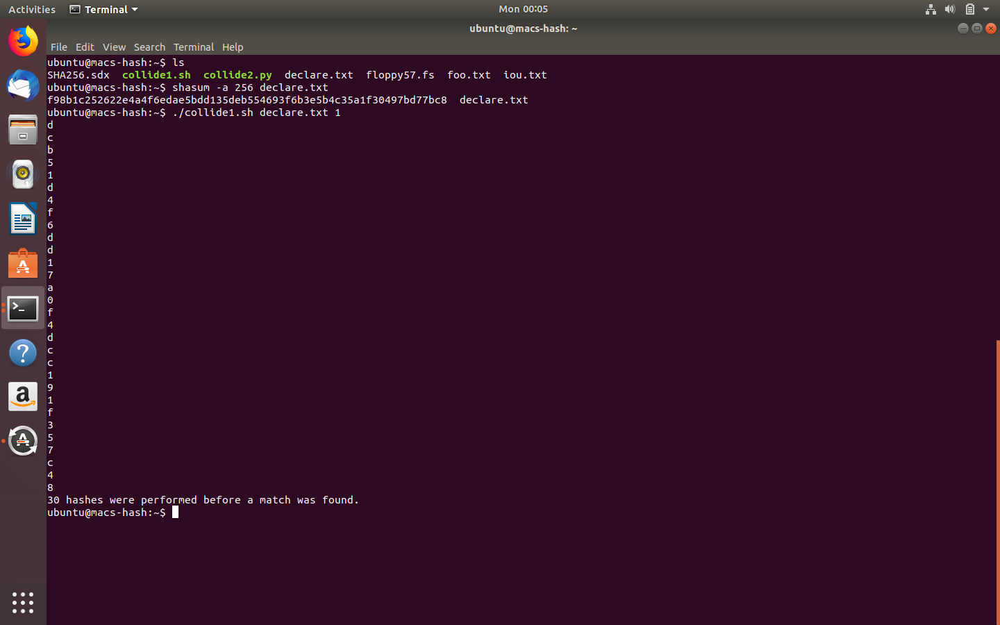 Activities Terminal Mon 00:05
ubuntu@macs-hash: ~
File Edit View Search Terminal Help
ubuntu@macs-hash:~$ ls
SHA256.sdx collide1.sh collide2.py declare.txt floppy57.fs foo.txt iou.txt
ubuntu@macs-hash:~$ shasum -a 256 declare.txt
f98b1c252622e4a4f6edae5bdd135deb554693f6b3e5b4c35a1f30497bd77bc8 declare.txt
ubuntu@macs-hash:~$ ./collide1.sh declare.txt 1
d
c
b
5
1
d
4
f
6
d
d
1
7
a
0
f
4
d
c
c
1
9
1
f
3
5
7
c
4
8
30 hashes were performed before a match was found.
ubuntu@macs-hash:~$